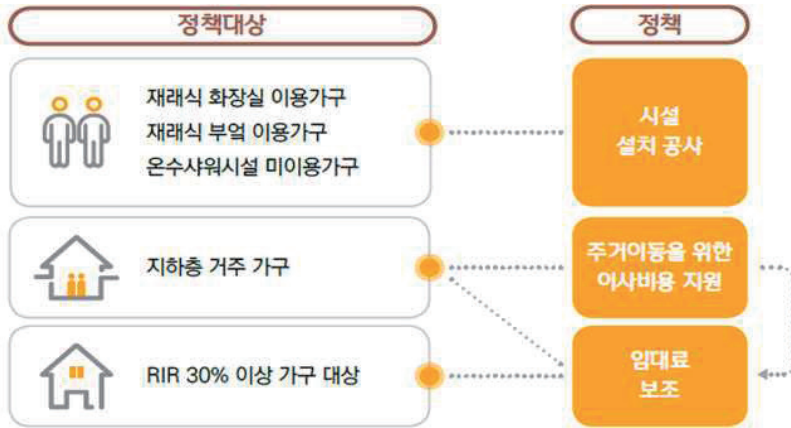 정책대상
정책
재래식 화장실 이용가구
재래식 부엌 이용가구
온수샤워시설 미이용가구
시설
설치 공사
지하층 거주 가구
주거이동을 위한
이사비용 지원
RIR 30% 이상 가구 대상
임대료
보조